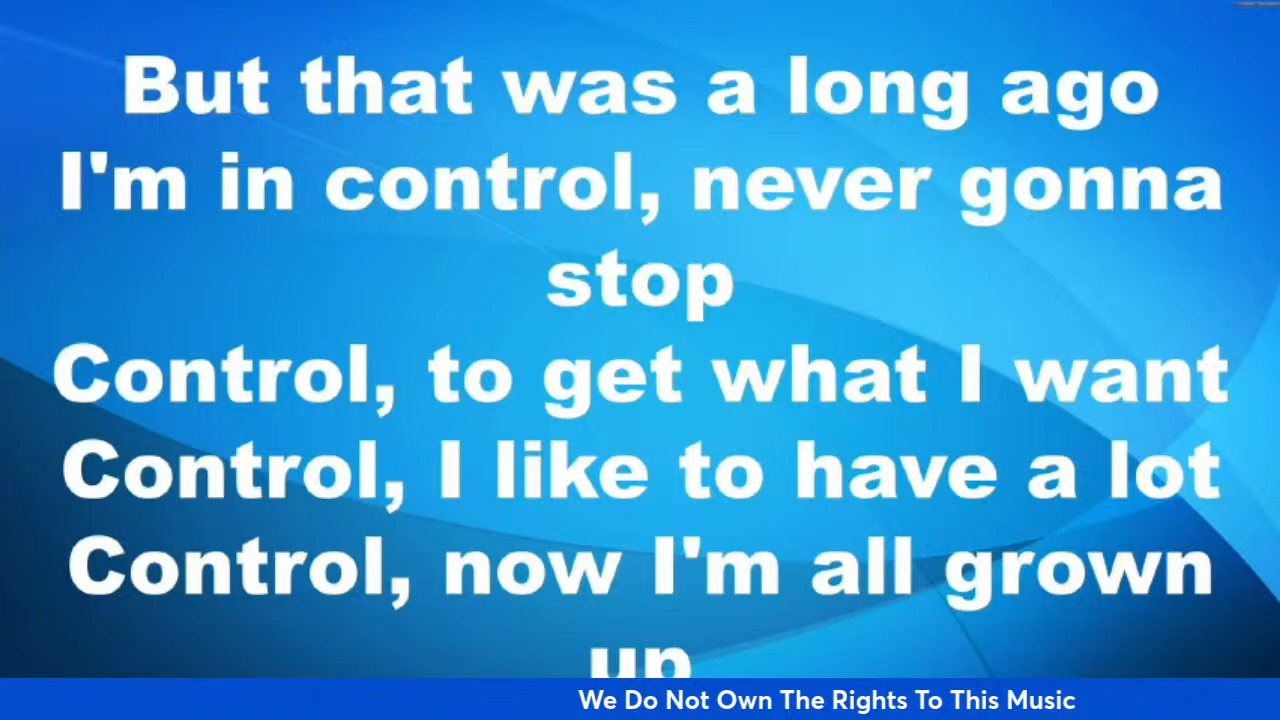 But that was a long ago
I'm in control, never gonna
stop
Control, to get what I want
Control, I like to have a lot
Control, now I'm all grown
up
We Do Not Own The Rights To This Music